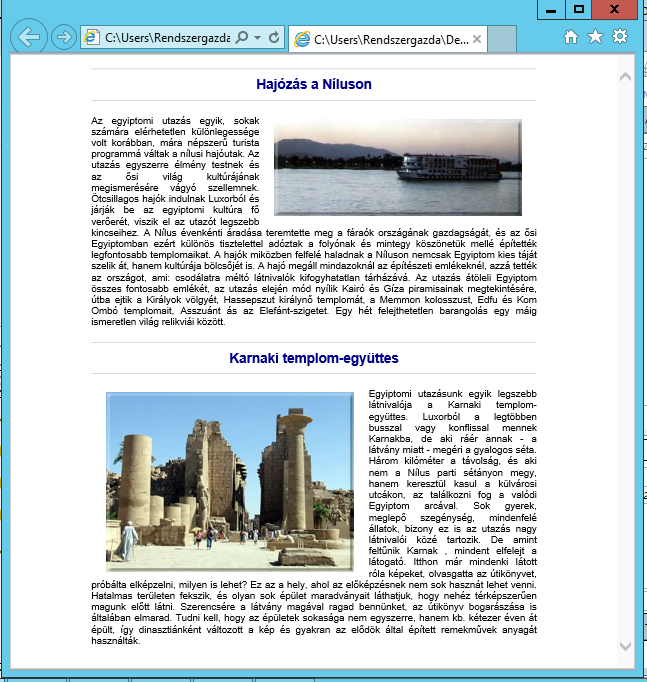 C:\Users\Rendszergazda
C:\Users\Rendszergazda\De...
Hajózás a Níluson
Az egyiptomi utazás egyik, sokak
számára elérhetetlen különlegessége
volt korábban, mára népszerű turista
programmá váltak a nílusi hajóutak. Az
utazás egyszerre élmény testnek és
az ősi világ kultúrájának
megismerésére vágyó szellemnek.
Ötcsillagos hajók indulnak Luxorból és
járják be az egyiptomi kultúra fő
verőerét, viszik el az utazót legszebb
kincseihez. A Nílus évenkénti áradása teremtette meg a fáraók országának gazdagságát, és az ősi
Egyiptomban ezért különös tisztelettel adóztak a folyónak és mintegy köszönetük mellé építették
legfontosabb templomaikat. A hajók miközben felfelé haladnak a Níluson nemcsak Egyiptom kies táját
szelik át, hanem kultúrája bölcsőjét is. A hajó megáll mindazoknál az építészeti emlékeknél, azzá tették
az országot, ami: csodálatra méltó látnivalók kifogyhatatlan tárházává. Az utazás átöleli Egyiptom
összes fontosabb emlékét, az utazás elején mód nyílik Kairó és Gíza piramisainak megtekintésére,
útba ejtik a Királyok völgyét, Hassepszut királynő templomát, a Memmon kolosszust, Edfu és Kom
Ombó templomait, Asszuánt ás az Elefánt-szigetet. Egy hét felejthetetlen barangolás egy máig
ismeretlen világ relikviái között.
Karnaki templom-együttes
Egyiptomi utazásunk egyik legszebb
látnivalója a Karnaki templom-
együttes. Luxorból a legtöbben
busszal vagy konflissal mennek
Karnakba, de aki ráér annak - a
látvány miatt - megéri a gyalogos séta.
Három kilóméter a távolság, és aki
nem a Nílus parti sétányon megy,
hanem keresztül kasul a külvárosi
utcákon, az találkozni fog a valódi
Egyiptom arcával. Sok gyerek,
meglepő szegénység, mindenfelé
állatok, bizony ez is az utazás nagy
látnivalói közé tartozik. De amint
feltűnik Karnak , mindent elfelejt a
látogató. Itthon már mindenki látott
róla képeket, olvasgatta az útikönyvet,
próbálta elképzelni, milyen is lehet? Ez az a hely, ahol az előképzésnek nem sok hasznát lehet venni.
Hatalmas területen fekszik, és olyan sok épület maradványait láthatjuk, hogy nehéz térképszerűen
magunk előtt látni. Szerencsére a látvány magával ragad bennünket, az útikönyv bogarászása is
általában elmarad. Tudni kell, hogy az épületek sokasága nem egyszerre, hanem kb. kétezer éven át
épült, így dinasztiánként változott a kép és gyakran az elődök által épített remekművek anyagát
használták.